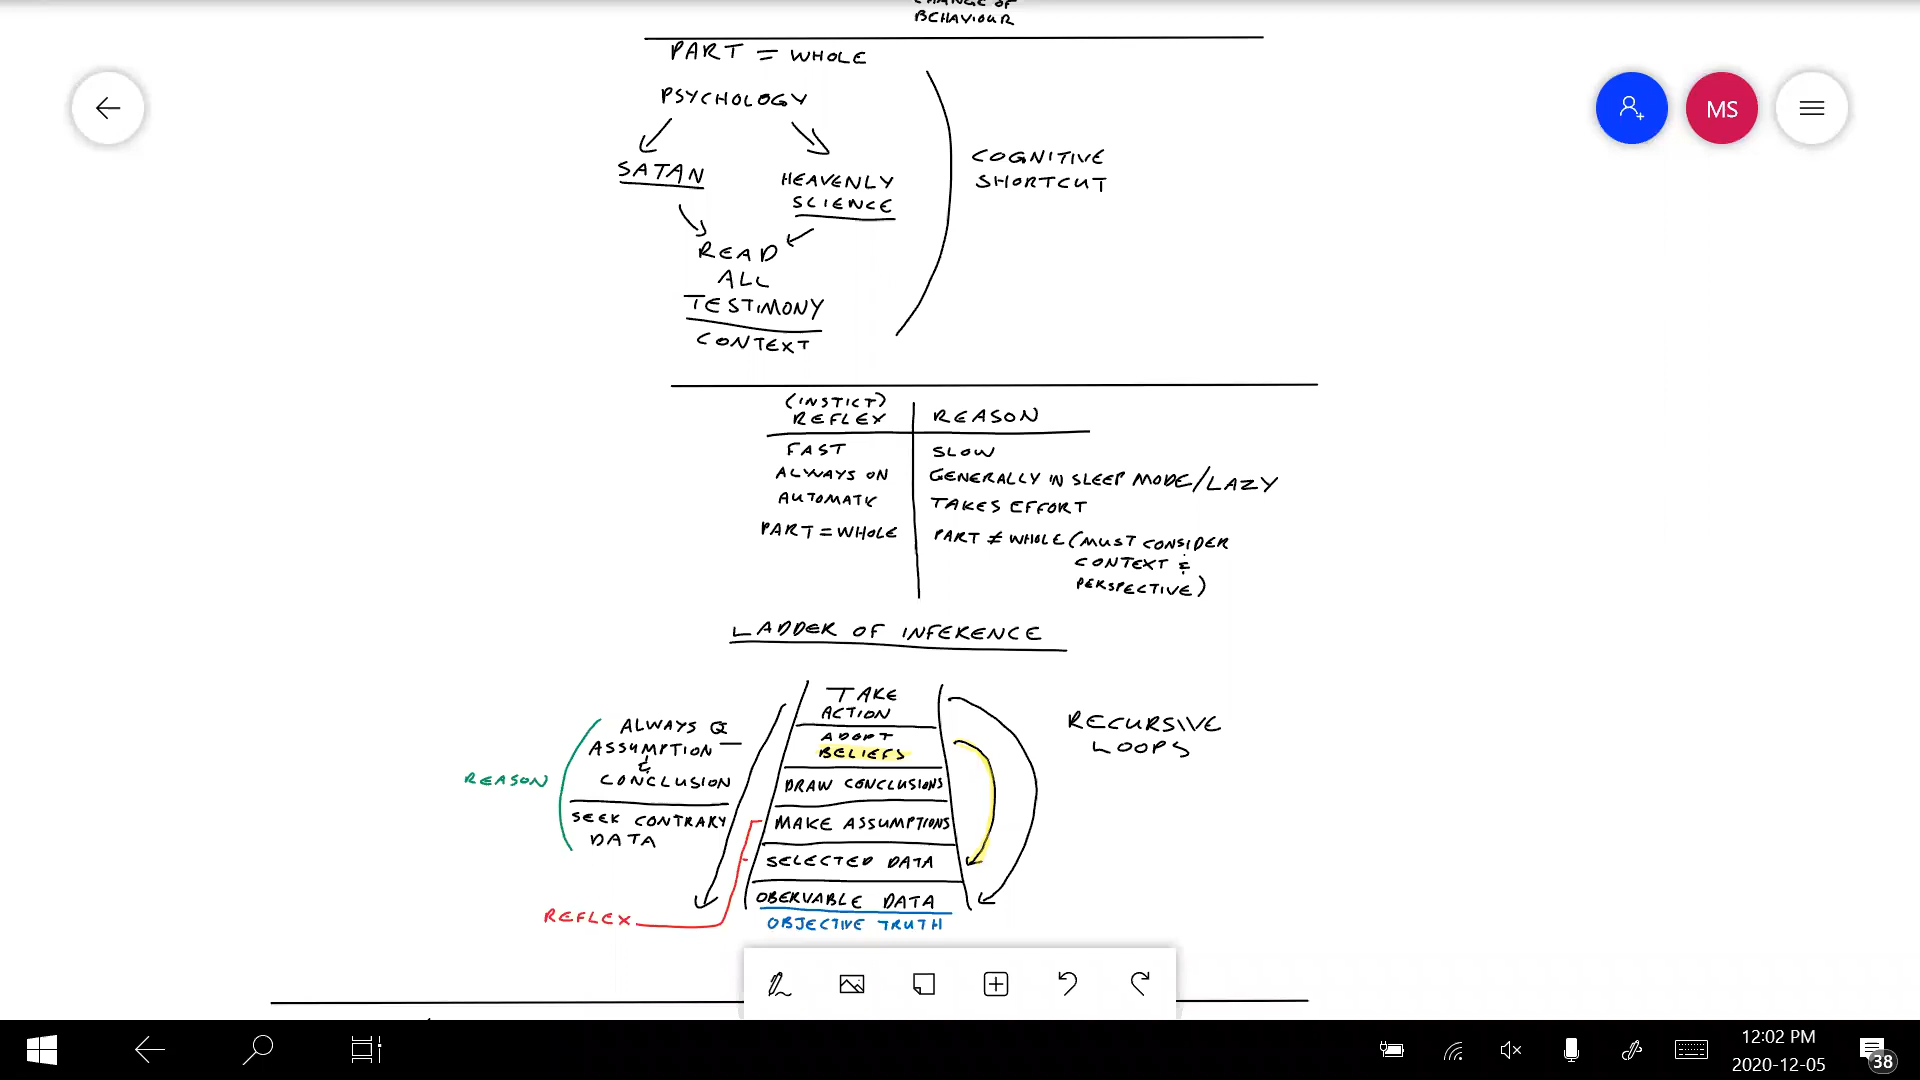 BEHAVIOUR
PART = WHOLE
PSYCHOLOGY
SATAN
HEAVENLY
SCIENCE
READ
ALL
TESTIMONY
CONTEXT
COGNITIVE
SHORTCUT
MS
(INSTICT)
REFLEX
REASON
FAST
SLOW
ALWAYS ON
GENERALLY IN SLEEP MODE/LAZY
AUTOMATIC
TAKES EFFORT
PART = WHOLE
PART ≠ WHOLE (MUST CONSIDER
CONTEXT &
PERSPECTIVE)
LADDER OF INFERENCE
TAKE
ACTION
ADOPT
BELIEFS
DRAW CONCLUSIONS
MAKE ASSUMPTIONS
SELECTED DATA
OBERVABLE DATA
OBJECTIVE TRUTH
RECURSIVE
LOOPS
REASON
ALWAYS Q
ASSUMPTION
&
CONCLUSION
SEEK CONTRARY
DATA
REFLEX
12:02 PM
2020-12-05
38